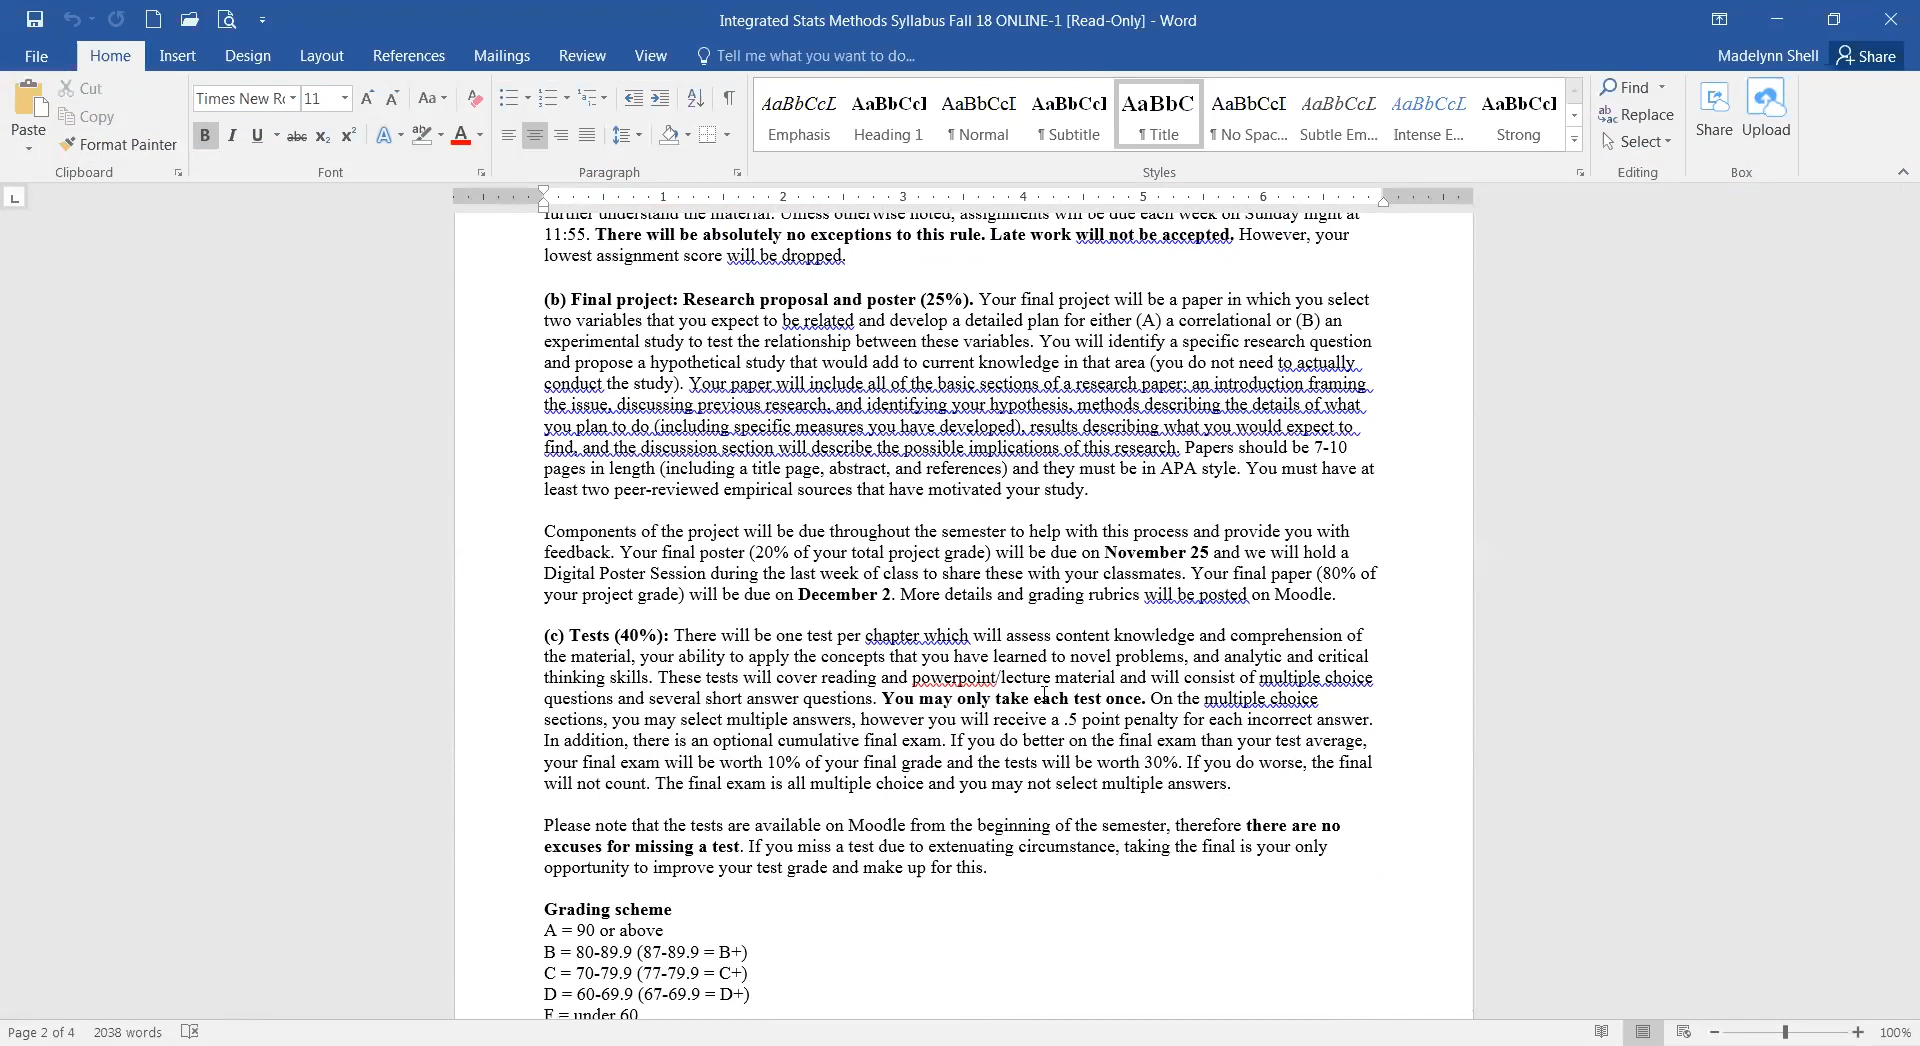 Integrated Stats Methods Syllabus Fall 18 ONLINE-1 [Read-Only] - Word
File Home Insert Design Layout References Mailings Review View Tell me what you want to do... Madelynn Shell Share
Paste
Cut
Copy
Format Painter
Clipboard
Times New Ro 11
Font
Paragraph
AaBbCcL AaBbCc] AaBbCcI AaBbCc] AaBbC AaBbCcI AaBbCcL AaBbCcL AaBbCc]
Emphasis Heading 1 ¶ Normal ¶ Subtitle ¶ Title ¶ No Spac... Subtle Em... Intense E... Strong
Styles
Find
Replace
Select
Editing
Share Upload
Box
1 2 3 4 5 6
further understand the material. Unless otherwise noted, assignments will be due each week on Sunday night at
11:55. There will be absolutely no exceptions to this rule. Late work will not be accepted. However, your
lowest assignment score will be dropped.
(b) Final project: Research proposal and poster (25%). Your final project will be a paper in which you select
two variables that you expect to be related and develop a detailed plan for either (A) a correlational or (B) an
experimental study to test the relationship between these variables. You will identify a specific research question
and propose a hypothetical study that would add to current knowledge in that area (you do not need to actually
conduct the study). Your paper will include all of the basic sections of a research paper: an introduction framing
the issue, discussing previous research, and identifying your hypothesis, methods describing the details of what
you plan to do (including specific measures you have developed), results describing what you would expect to
find, and the discussion section will describe the possible implications of this research. Papers should be 7-10
pages in length (including a title page, abstract, and references) and they must be in APA style. You must have at
least two peer-reviewed empirical sources that have motivated your study.
Components of the project will be due throughout the semester to help with this process and provide you with
feedback. Your final poster (20% of your total project grade) will be due on November 25 and we will hold a
Digital Poster Session during the last week of class to share these with your classmates. Your final paper (80% of
your project grade) will be due on December 2. More details and grading rubrics will be posted on Moodle.
(c) Tests (40%): There will be one test per chapter which will assess content knowledge and comprehension of
the material, your ability to apply the concepts that you have learned to novel problems, and analytic and critical
thinking skills. These tests will cover reading and powerpoint/lecture material and will consist of multiple choice
questions and several short answer questions. You may only take each test once. On the multiple choice
sections, you may select multiple answers, however you will receive a .5 point penalty for each incorrect answer.
In addition, there is an optional cumulative final exam. If you do better on the final exam than your test average,
your final exam will be worth 10% of your final grade and the tests will be worth 30%. If you do worse, the final
will not count. The final exam is all multiple choice and you may not select multiple answers.
Please note that the tests are available on Moodle from the beginning of the semester, therefore there are no
excuses for missing a test. If you miss a test due to extenuating circumstance, taking the final is your only
opportunity to improve your test grade and make up for this.
Grading scheme
A = 90 or above
B = 80-89.9 (87-89.9 = B+)
C = 70-79.9 (77-79.9 = C+)
D = 60-69.9 (67-69.9 = D+)
F = under 60
Page 2 of 4 2038 words 100%